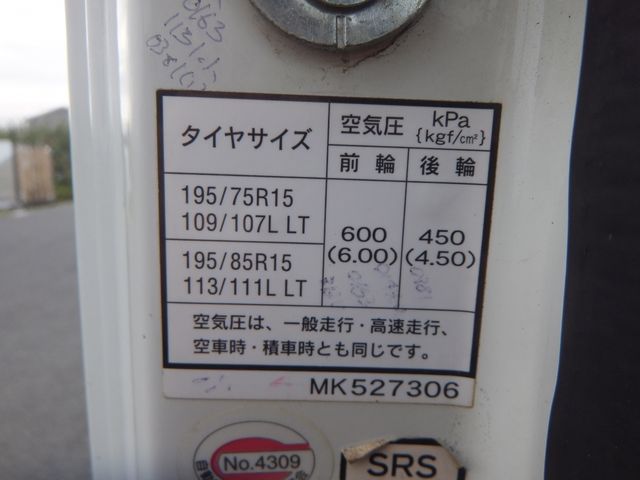 タイヤサイズ
空気圧 kPa
{kgf/cm²}
前輪 後輪
195/75R15
109/107L LT
600
(6.00)
450
(4.50)
195/85R15
113/111L LT
空気圧は、一般走行・高速走行、
空車時・積車時とも同じです。
MK527306
No.4309
SRS